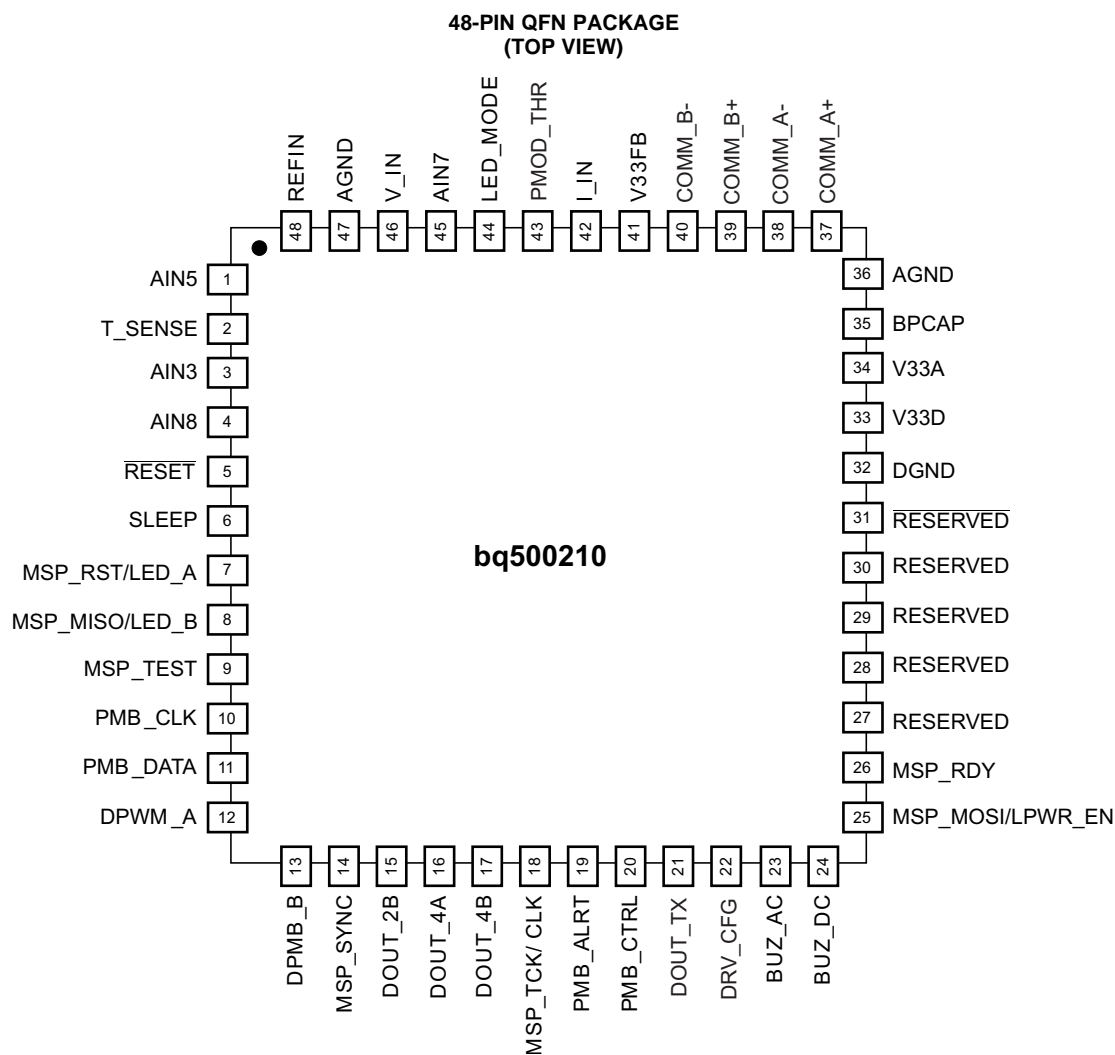 48-PIN QFN PACKAGE
(TOP VIEW)
REFIN
AGND
V_IN
AIN7
LED_MODE
PMOD_THR
I_IN
V33FB
COMM_B-
COMM_B+
COMM_A-
COMM_A+
48 47 46 45 44 43 42 41 40 39 38 37
AIN5 1
T_SENSE 2
AIN3 3
AIN8 4
RESET 5
SLEEP 6
MSP_RST/LED_A 7
MSP_MISO/LED_B 8
MSP_TEST 9
PMB_CLK 10
PMB_DATA 11
DPWM_A 12
bq500210
36 AGND
35 BPCAP
34 V33A
33 V33D
32 DGND
31 RESERVED
30 RESERVED
29 RESERVED
28 RESERVED
27 RESERVED
26 MSP_RDY
25 MSP_MOSI/LPWR_EN
13 14 15 16 17 18 19 20 21 22 23 24
DPMB_B
MSP_SYNC
DOUT_2B
DOUT_4A
DOUT_4B
MSP_TCK/ CLK
PMB_ALRT
PMB_CTRL
DOUT_TX
DRV_CFG
BUZ_AC
BUZ_DC